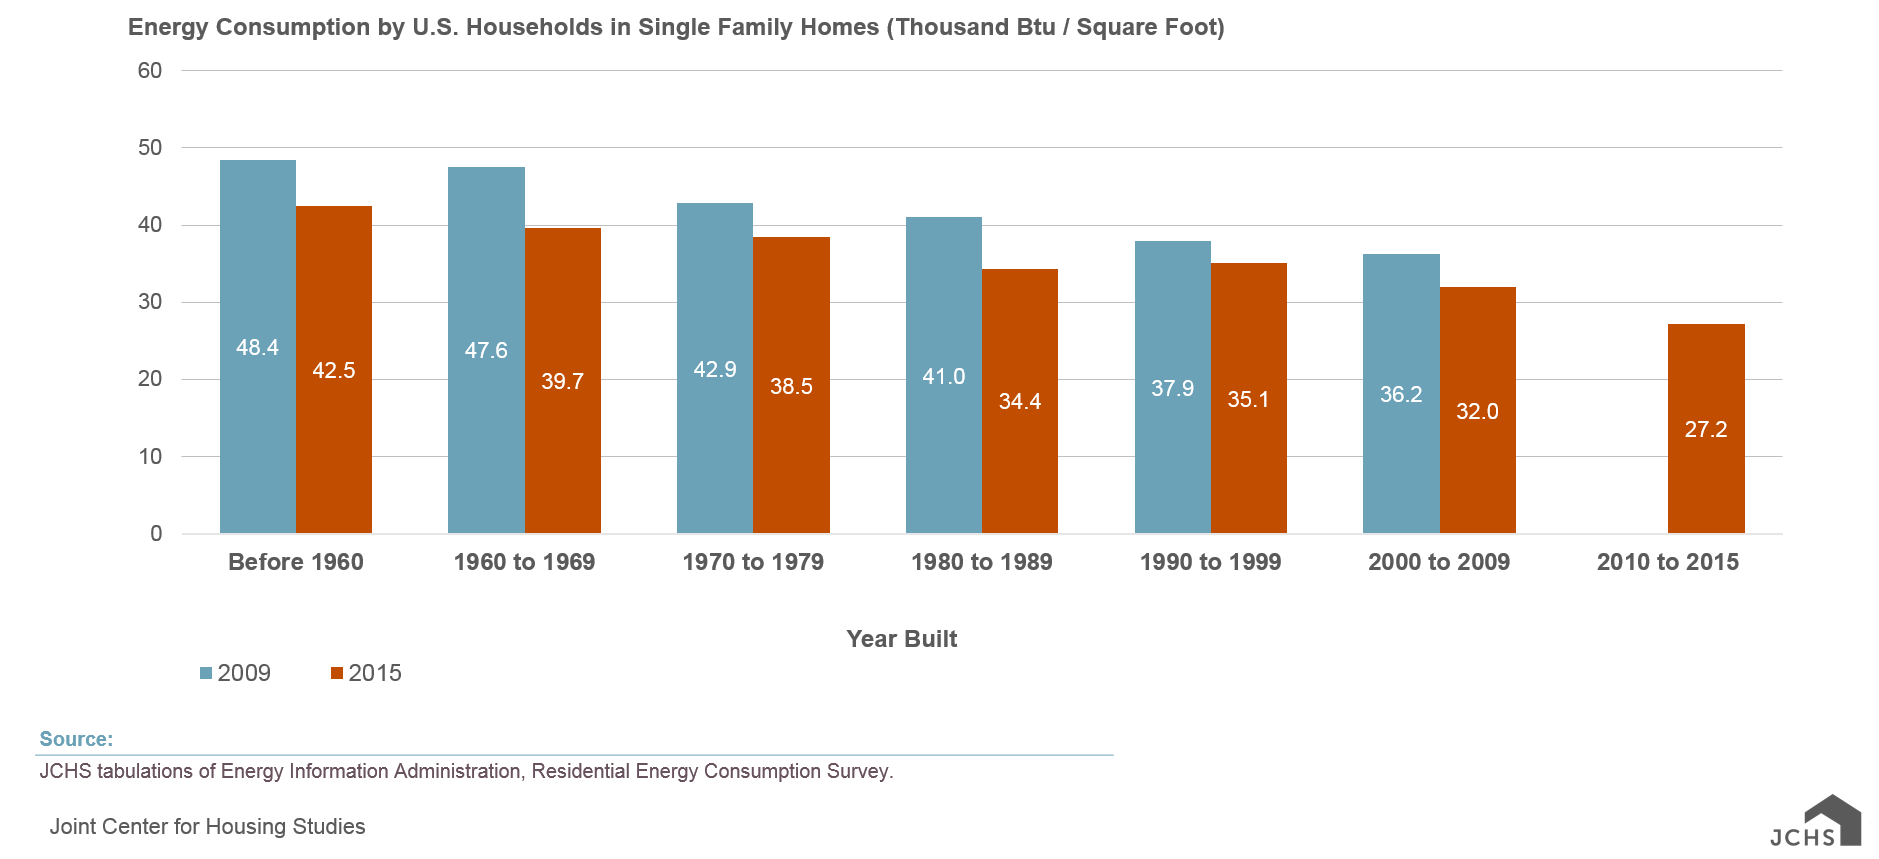 Energy Consumption by U.S. Households in Single Family Homes (Thousand Btu / Square Foot)
60
50
40
30
20
10
0
48.4 42.5 47.6 39.7 42.9 38.5 41.0 34.4 37.9 35.1 36.2 32.0 27.2
Before 1960 1960 to 1969 1970 to 1979 1980 to 1989 1990 to 1999 2000 to 2009 2010 to 2015
Year Built
2009 2015
Source:
JCHS tabulations of Energy Information Administration, Residential Energy Consumption Survey.
Joint Center for Housing Studies
JCHS